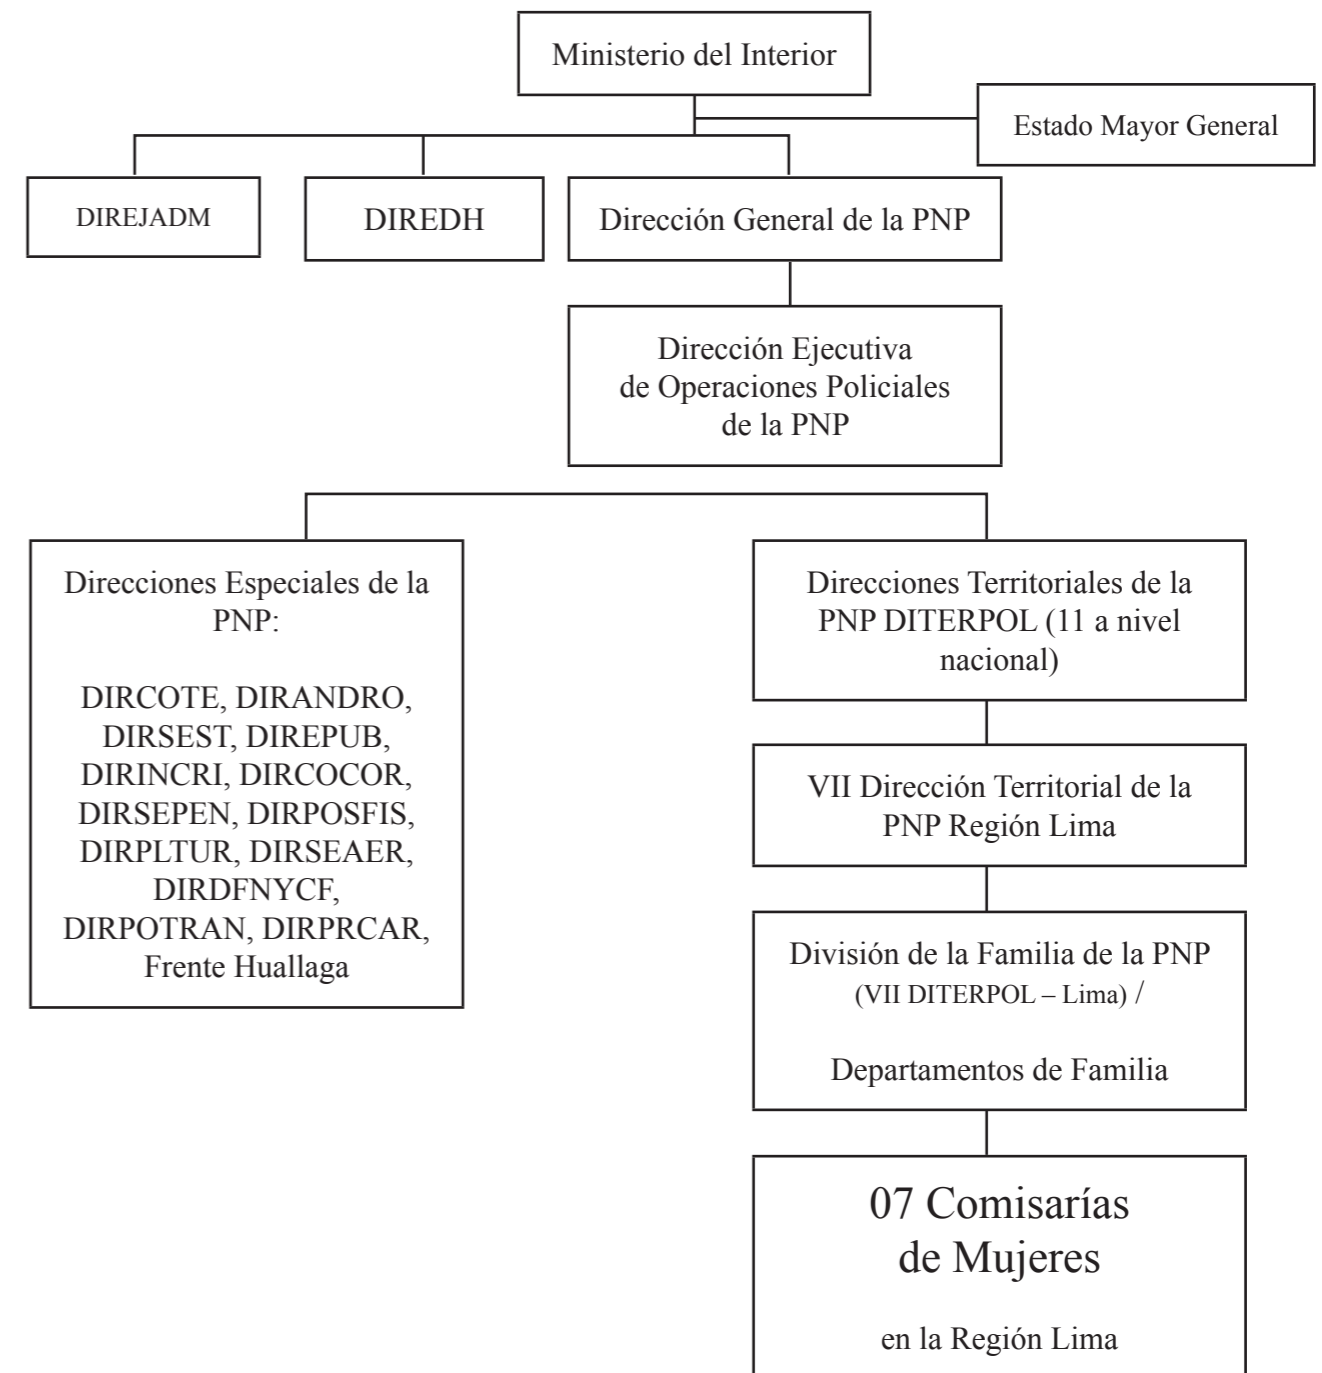 Ministerio del Interior
Estado Mayor General
DIREJADM
DIREDH
Dirección General de la PNP
Dirección Ejecutiva
de Operaciones Policiales
de la PNP
Direcciones Especiales de la
PNP:
DIRCOTE, DIRANDRO,
DIRSEST, DIREPUB,
DIRINCRI, DIRCOCOR,
DIRSEPEN, DIRPOSFIS,
DIRPLTUR, DIRSEAER,
DIRDFNYCF,
DIRPOTRAN, DIRPRCAR,
Frente Huallaga
Direcciones Territoriales de la
PNP DITERPOL (11 a nivel
nacional)
VII Dirección Territorial de la
PNP Región Lima
División de la Familia de la PNP
(VII DITERPOL – Lima) /
Departamentos de Familia
07 Comisarías
de Mujeres
en la Región Lima